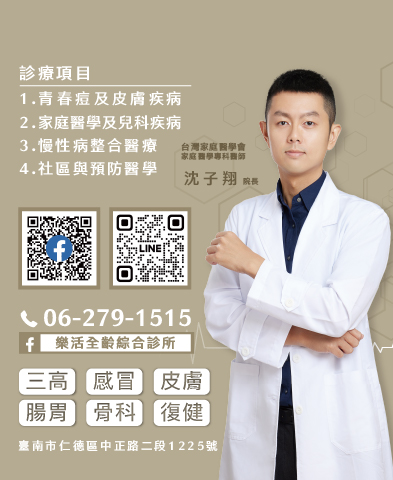 診療項目
1.青春痘及皮膚疾病
2.家庭醫學及兒科疾病
3.慢性病整合醫療
4.社區與預防醫學
台灣家庭醫學會
家庭醫學專科醫師
沈子翔 院長
LINE
06-279-1515
樂活全齡綜合診所
三高 感冒 皮膚
腸胃 骨科 復健
臺南市仁德區中正路二段1225號